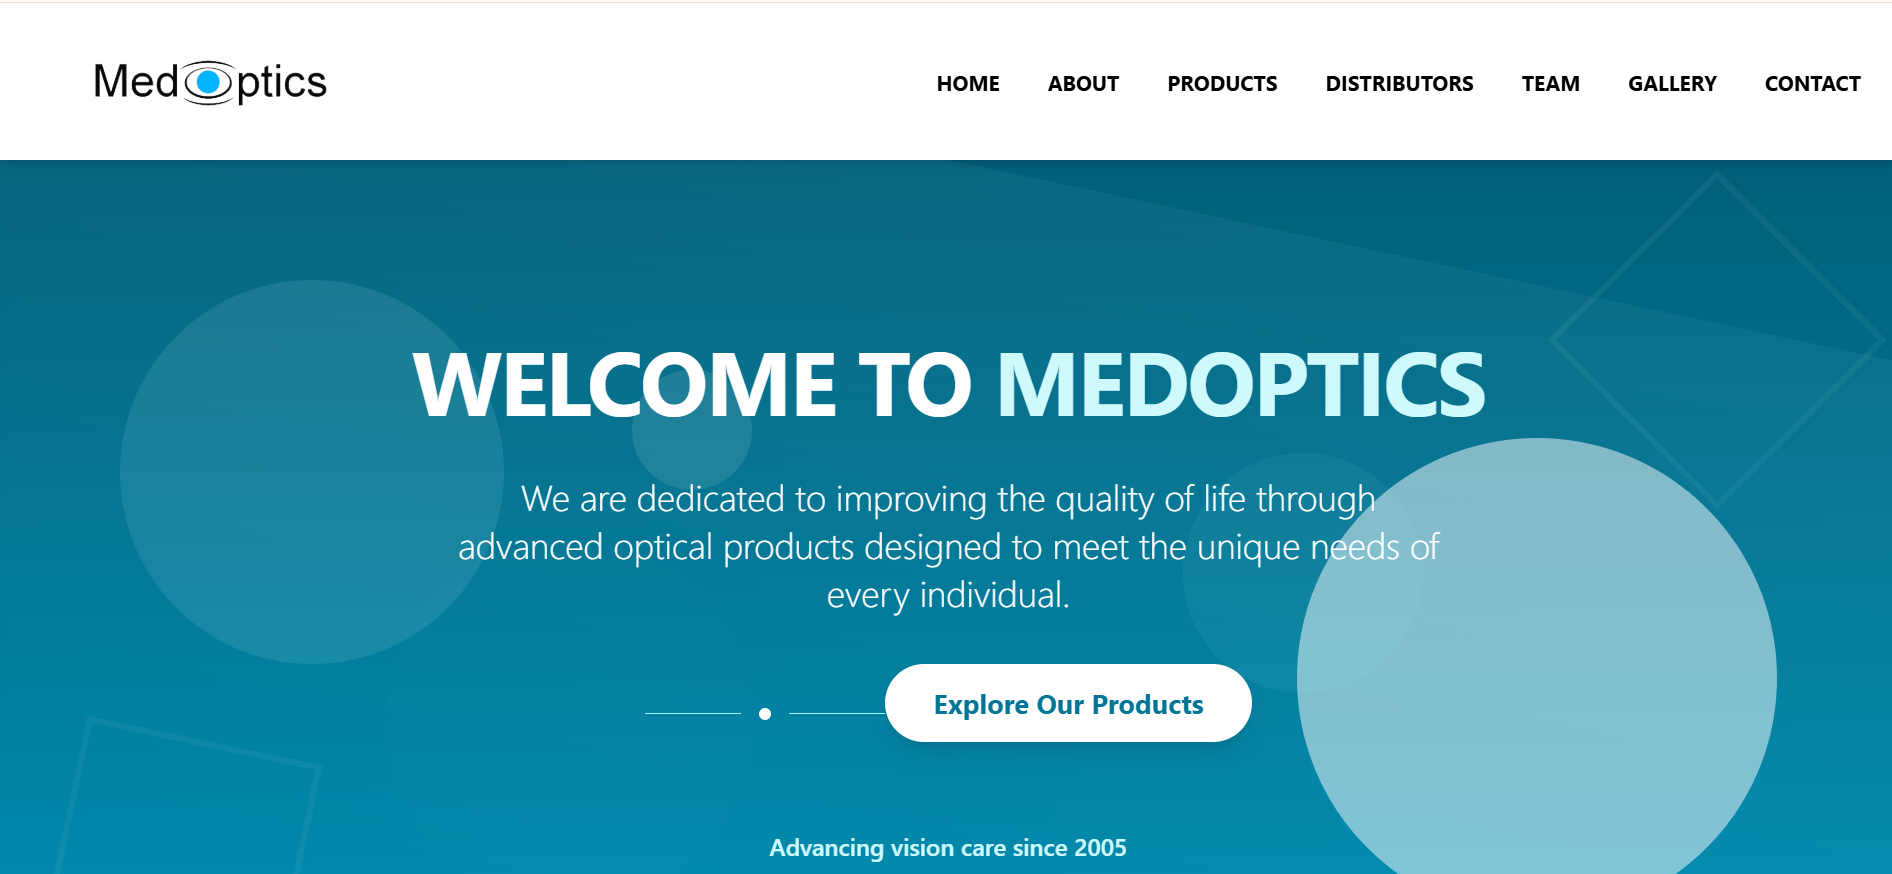 MedOptics
HOME ABOUT PRODUCTS DISTRIBUTORS TEAM GALLERY CONTACT
WELCOME TO MEDOPTICS
We are dedicated to improving the quality of life through
advanced optical products designed to meet the unique needs of
every individual.
Explore Our Products
Advancing vision care since 2005